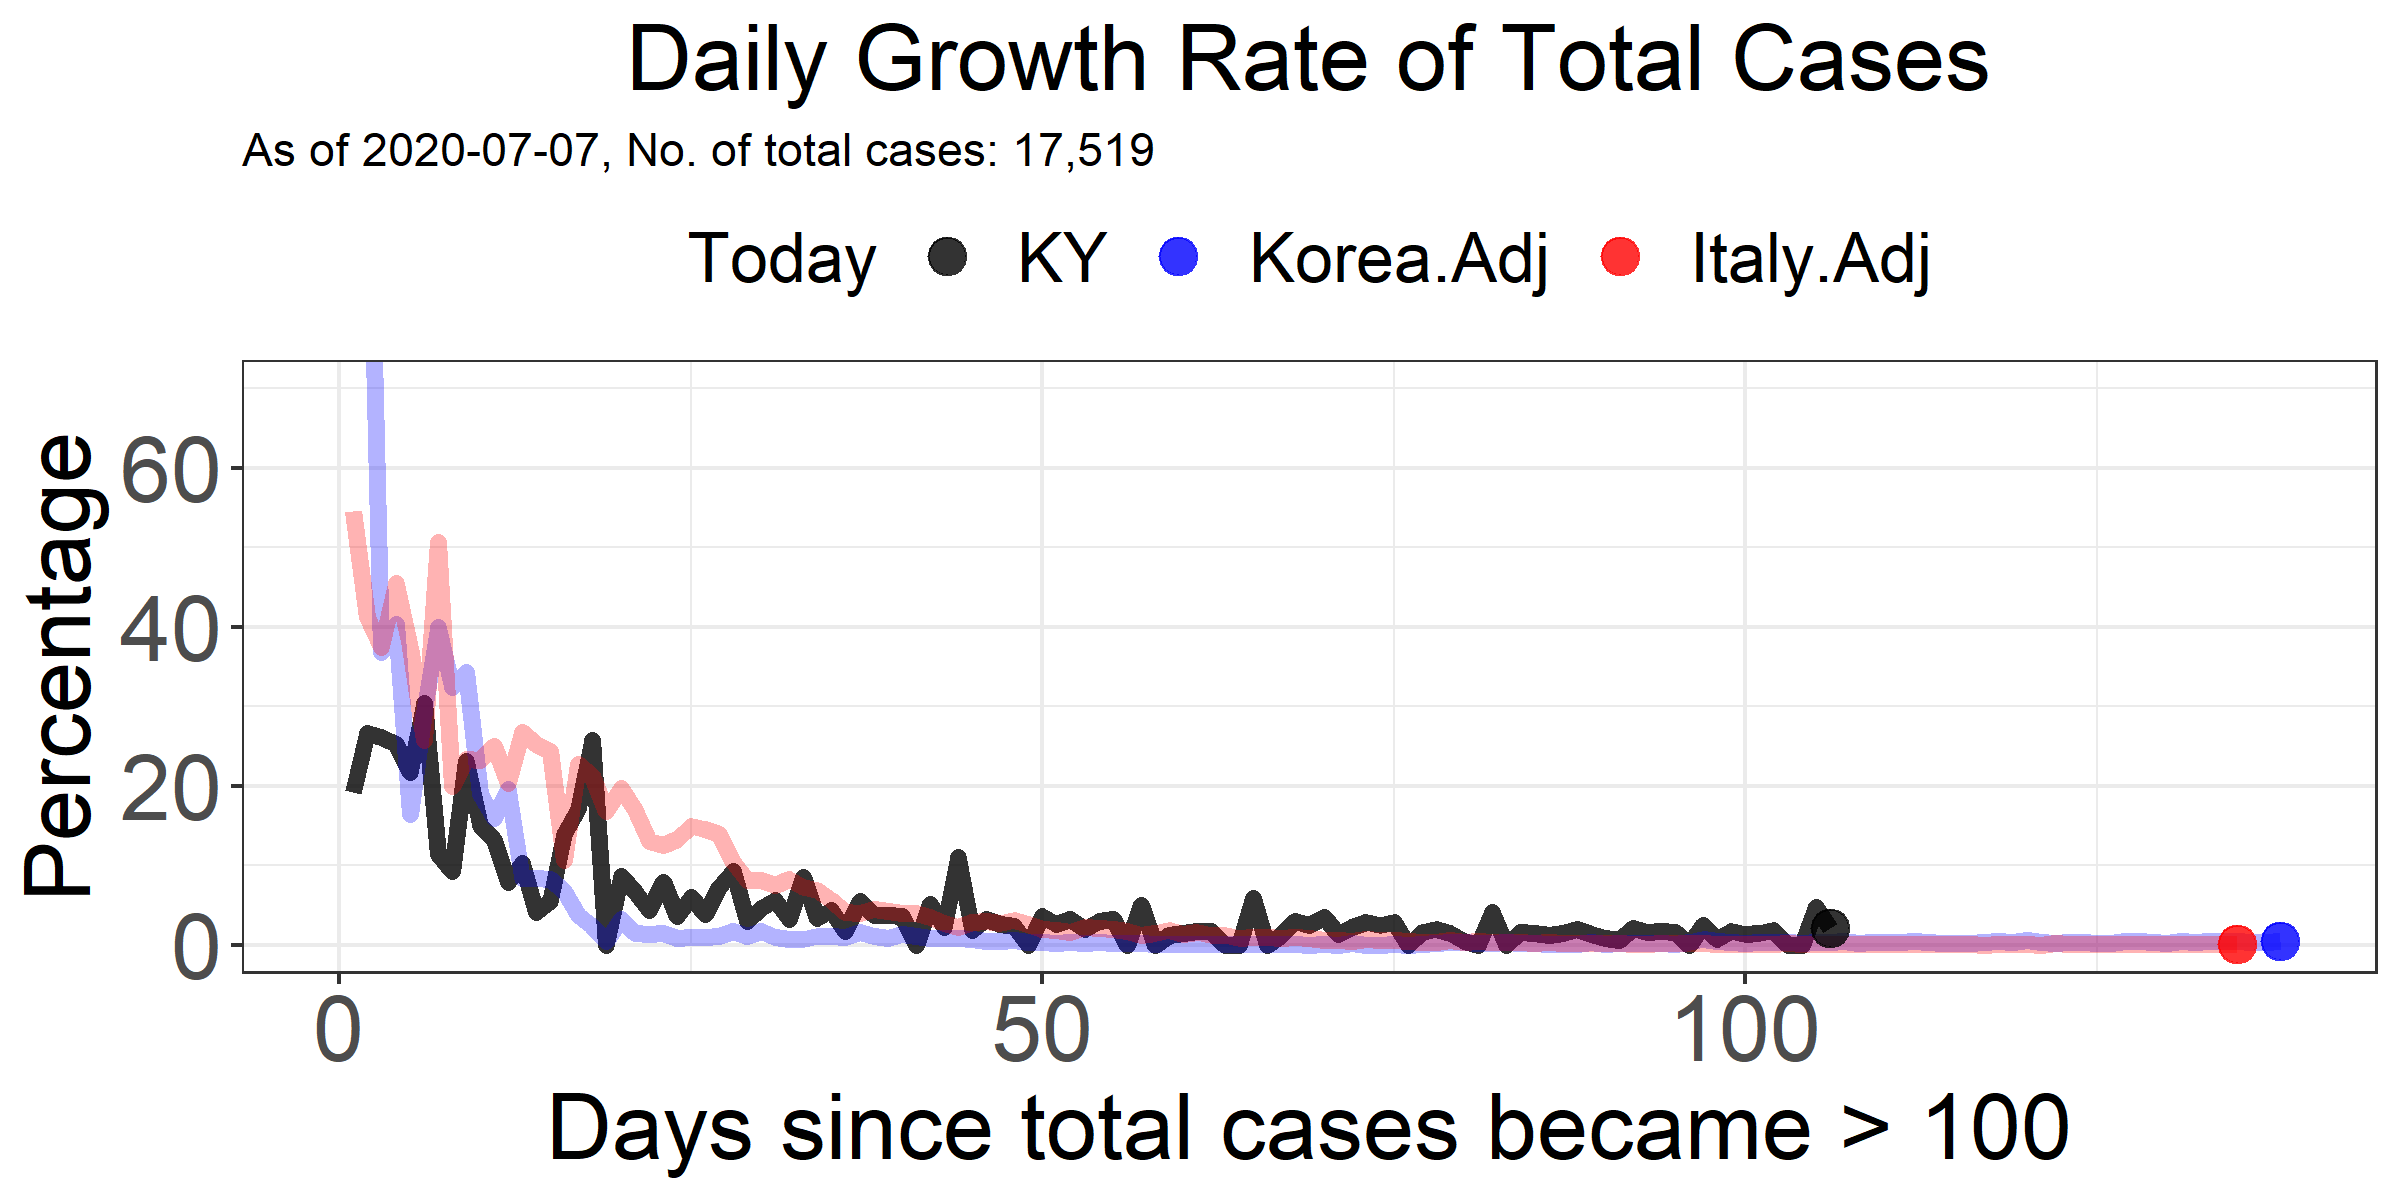 Daily Growth Rate of Total Cases
As of 2020-07-07, No. of total cases: 17,519
Today KY Korea.Adj Italy.Adj
Percentage
60
40
20
0
0 50 100
Days since total cases became > 100